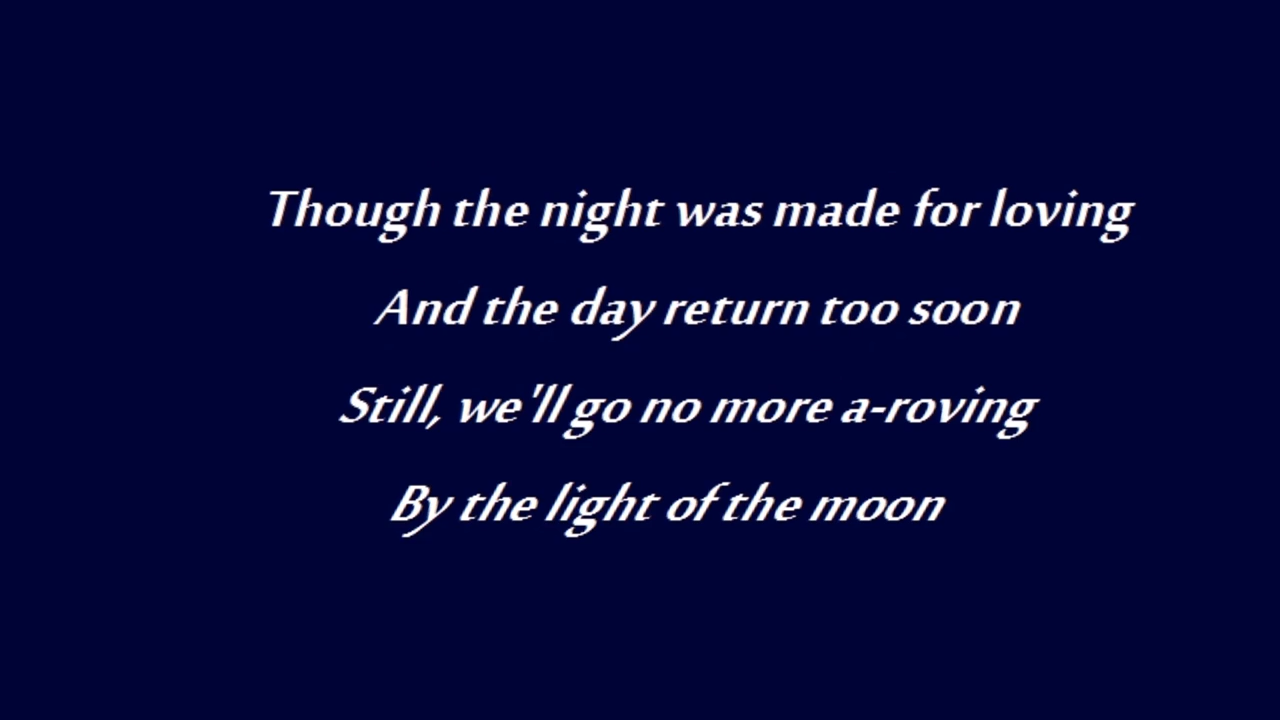 Though the night was made for loving
And the day return too soon
Still, we'll go no more a-roving
By the light of the moon